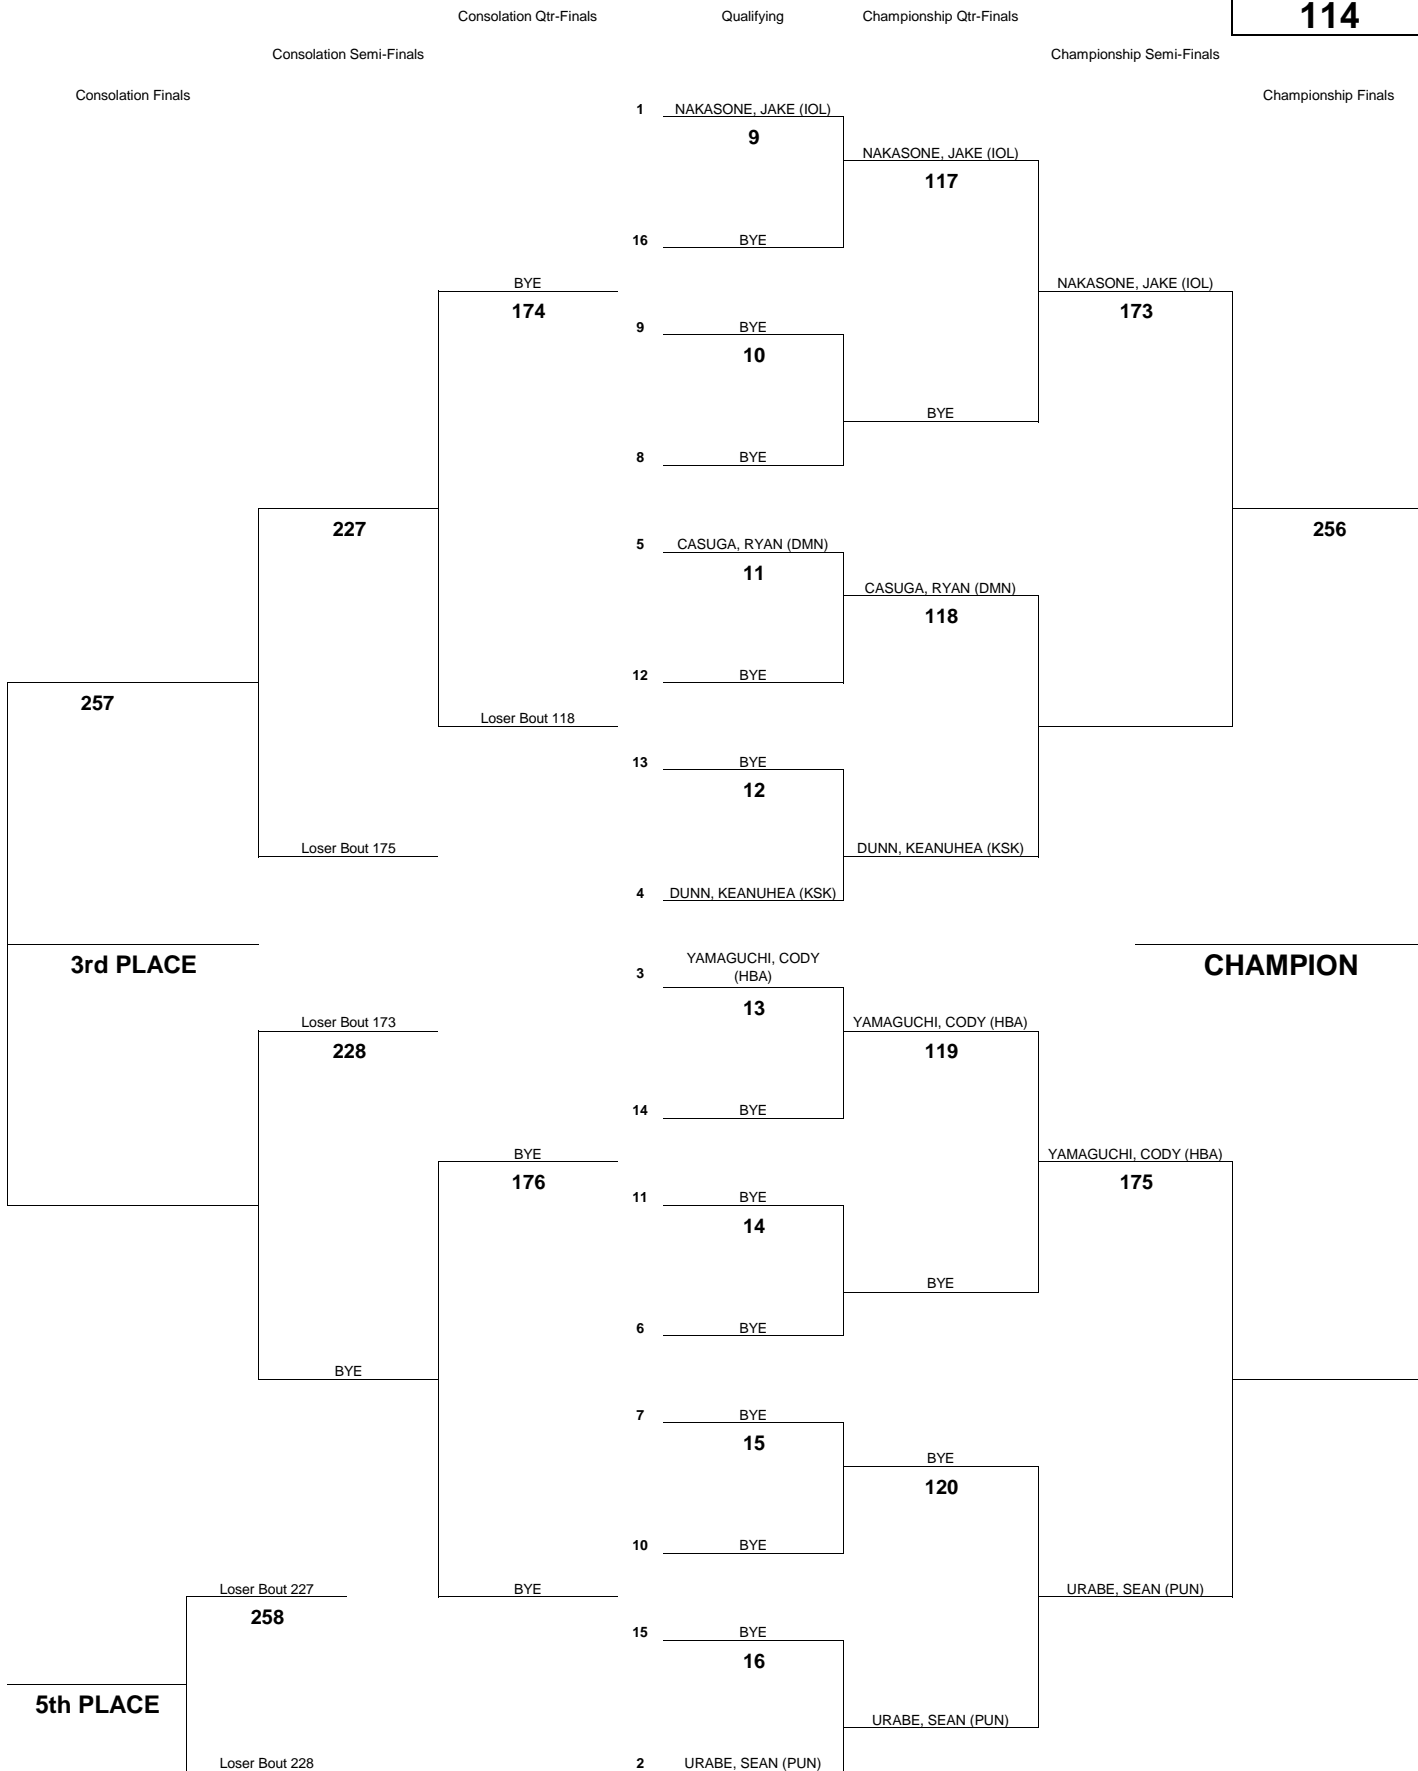 Consolation Qtr-Finals Qualifying Championship Qtr-Finals 114
Consolation Semi-Finals Championship Semi-Finals
Consolation Finals Championship Finals
1 NAKASONE, JAKE (IOL)
9
NAKASONE, JAKE (IOL)
117
16 BYE
BYE NAKASONE, JAKE (IOL)
174 173
9 BYE
10
BYE
8 BYE
227 256
5 CASUGA, RYAN (DMN)
11
CASUGA, RYAN (DMN)
118
12 BYE
257
Loser Bout 118
13 BYE
12
Loser Bout 175 DUNN, KEANUHEA (KSK)
4 DUNN, KEANUHEA (KSK)
3rd PLACE CHAMPION
YAMAGUCHI, CODY
3 (HBA)
13
Loser Bout 173 YAMAGUCHI, CODY (HBA)
228 119
14 BYE
BYE YAMAGUCHI, CODY (HBA)
176 175
11 BYE
14
BYE
6 BYE
BYE
7 BYE
15
BYE
120
10 BYE
Loser Bout 227 BYE URABE, SEAN (PUN)
258
15 BYE
16
5th PLACE
URABE, SEAN (PUN)
Loser Bout 228 2 URABE, SEAN (PUN)